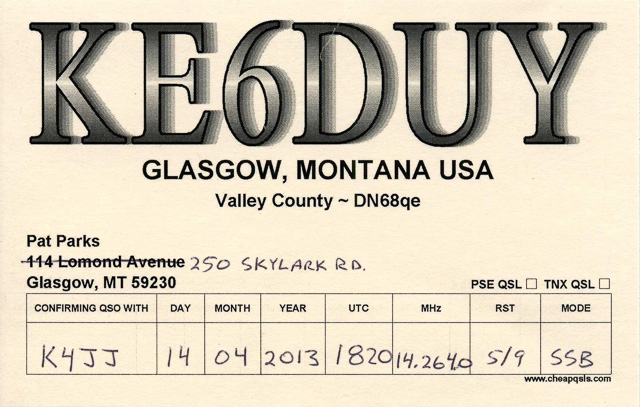 KE6DUY
GLASGOW, MONTANA USA
Valley County ~ DN68qe
Pat Parks
114 Lomond Avenue 250 SKYLARK RD.
Glasgow, MT 59230
PSE QSL TNX QSL
CONFIRMING QSO WITH DAY MONTH YEAR UTC MHz RST MODE
K4JJ 14 04 2013 1820 14.2640 5/9 SSB
www.cheapqsls.com